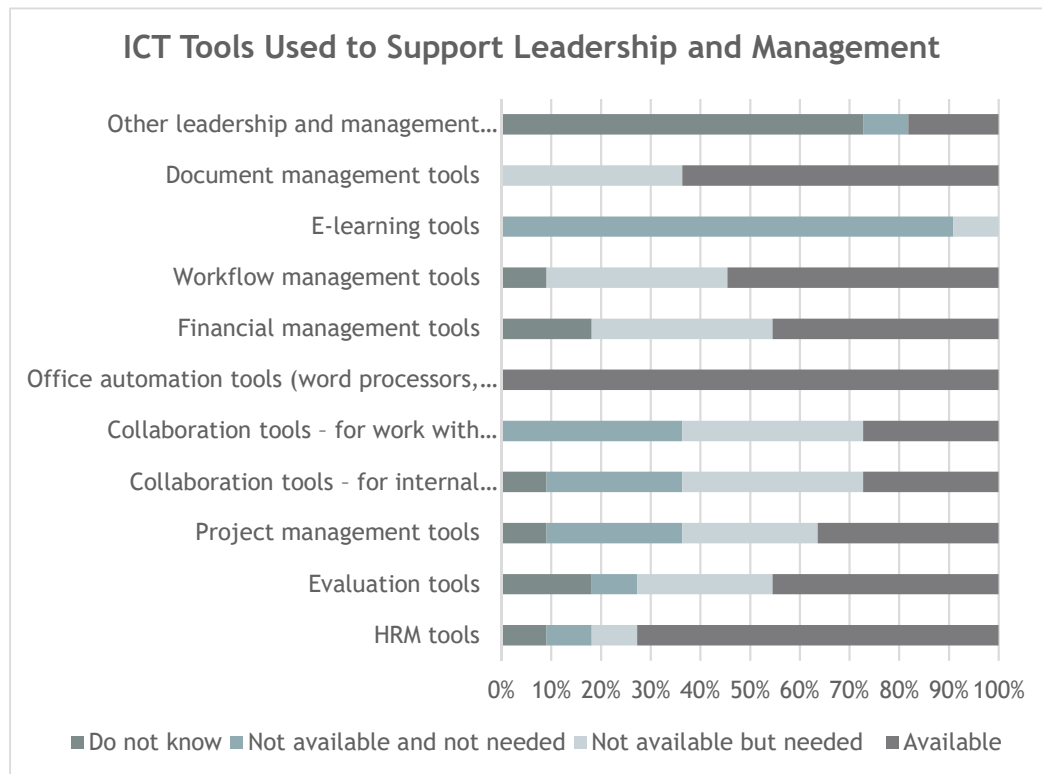 ICT Tools Used to Support Leadership and Management
Other leadership and management…
Document management tools
E-learning tools
Workflow management tools
Financial management tools
Office automation tools (word processors,…
Collaboration tools – for work with…
Collaboration tools – for internal…
Project management tools
Evaluation tools
HRM tools
0% 10% 20% 30% 40% 50% 60% 70% 80% 90% 100%
Do not know Not available and not needed Not available but needed Available